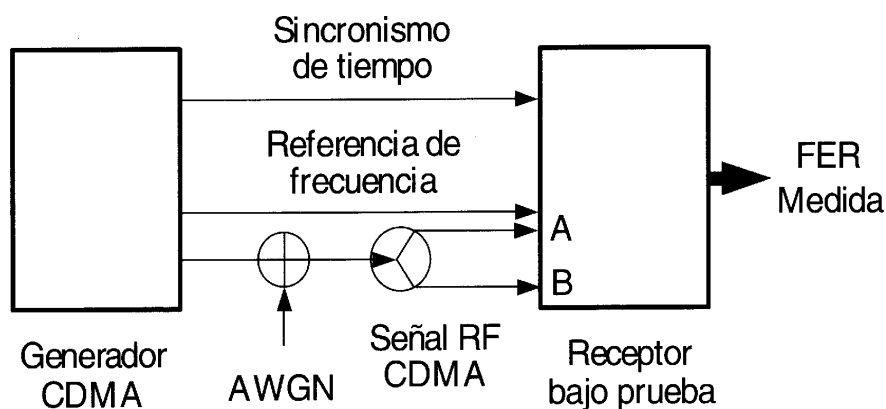 Sincronismo
de tiempo
Referencia de
frecuencia
FER
Medida
A
B
Generador
CDMA
AWGN
Señal RF
CDMA
Receptor
bajo prueba